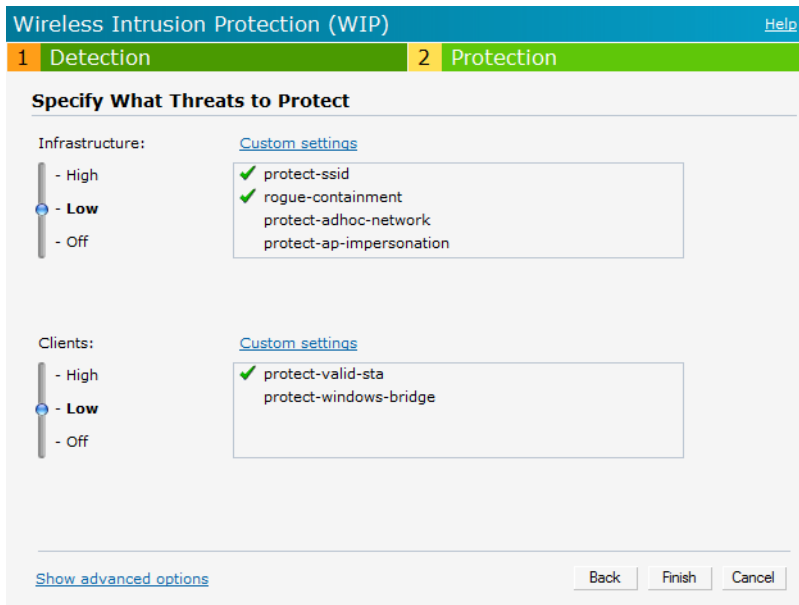 Wireless Intrusion Protection (WIP) Help
1 Detection 2 Protection
Specify What Threats to Protect
Infrastructure: Custom settings
- High
- Low
- Off
protect-ssid
rogue-containment
protect-adhoc-network
protect-ap-impersonation
Clients: Custom settings
- High
- Low
- Off
protect-valid-sta
protect-windows-bridge
Show advanced options Back Finish Cancel